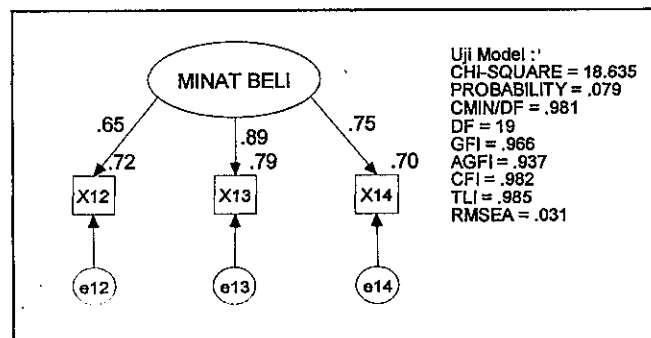 MINAT BELI
.65
.89
.75
.72
.79
.70
X12
X13
X14
e12
e13
e14
Uji Model :'
CHI-SQUARE = 18.635
PROBABILITY = .079
CMIN/DF = .981
DF = 19
GFI = .966
AGFI = .937
CFI = .982
TLI = .985
RMSEA = .031